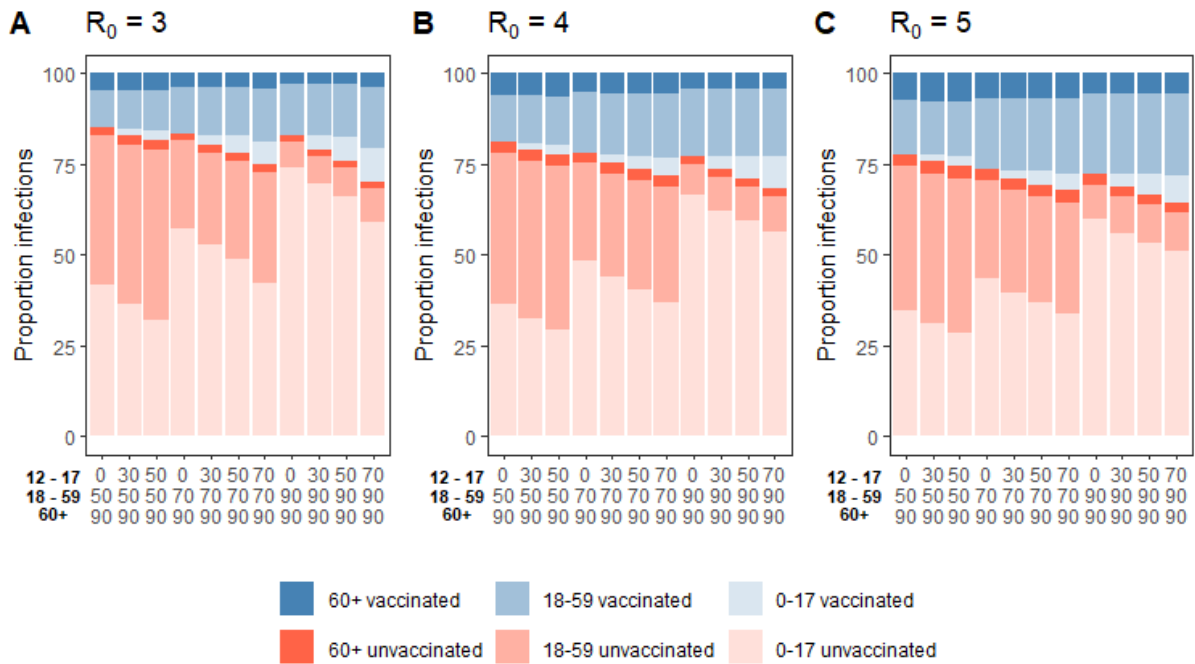 A R0 = 3 B R0 = 4 C R0 = 5
Proportion infections Proportion infections Proportion infections
100 100 100
75 75 75
50 50 50
25 25 25
0 0 0
12 - 17 0 30 50 0 30 50 70 0 30 50 70 12 - 17 0 30 50 0 30 50 70 0 30 50 70 12 - 17 0 30 50 0 30 50 70 0 30 50 70
18 - 59 50 50 50 70 70 70 70 90 90 90 90 18 - 59 50 50 50 70 70 70 70 90 90 90 90 18 - 59 50 50 50 70 70 70 70 90 90 90 90
60+ 90 90 90 90 90 90 90 90 90 90 90 60+ 90 90 90 90 90 90 90 90 90 90 90 60+ 90 90 90 90 90 90 90 90 90 90 90
60+ vaccinated 18-59 vaccinated 0-17 vaccinated
60+ unvaccinated 18-59 unvaccinated 0-17 unvaccinated